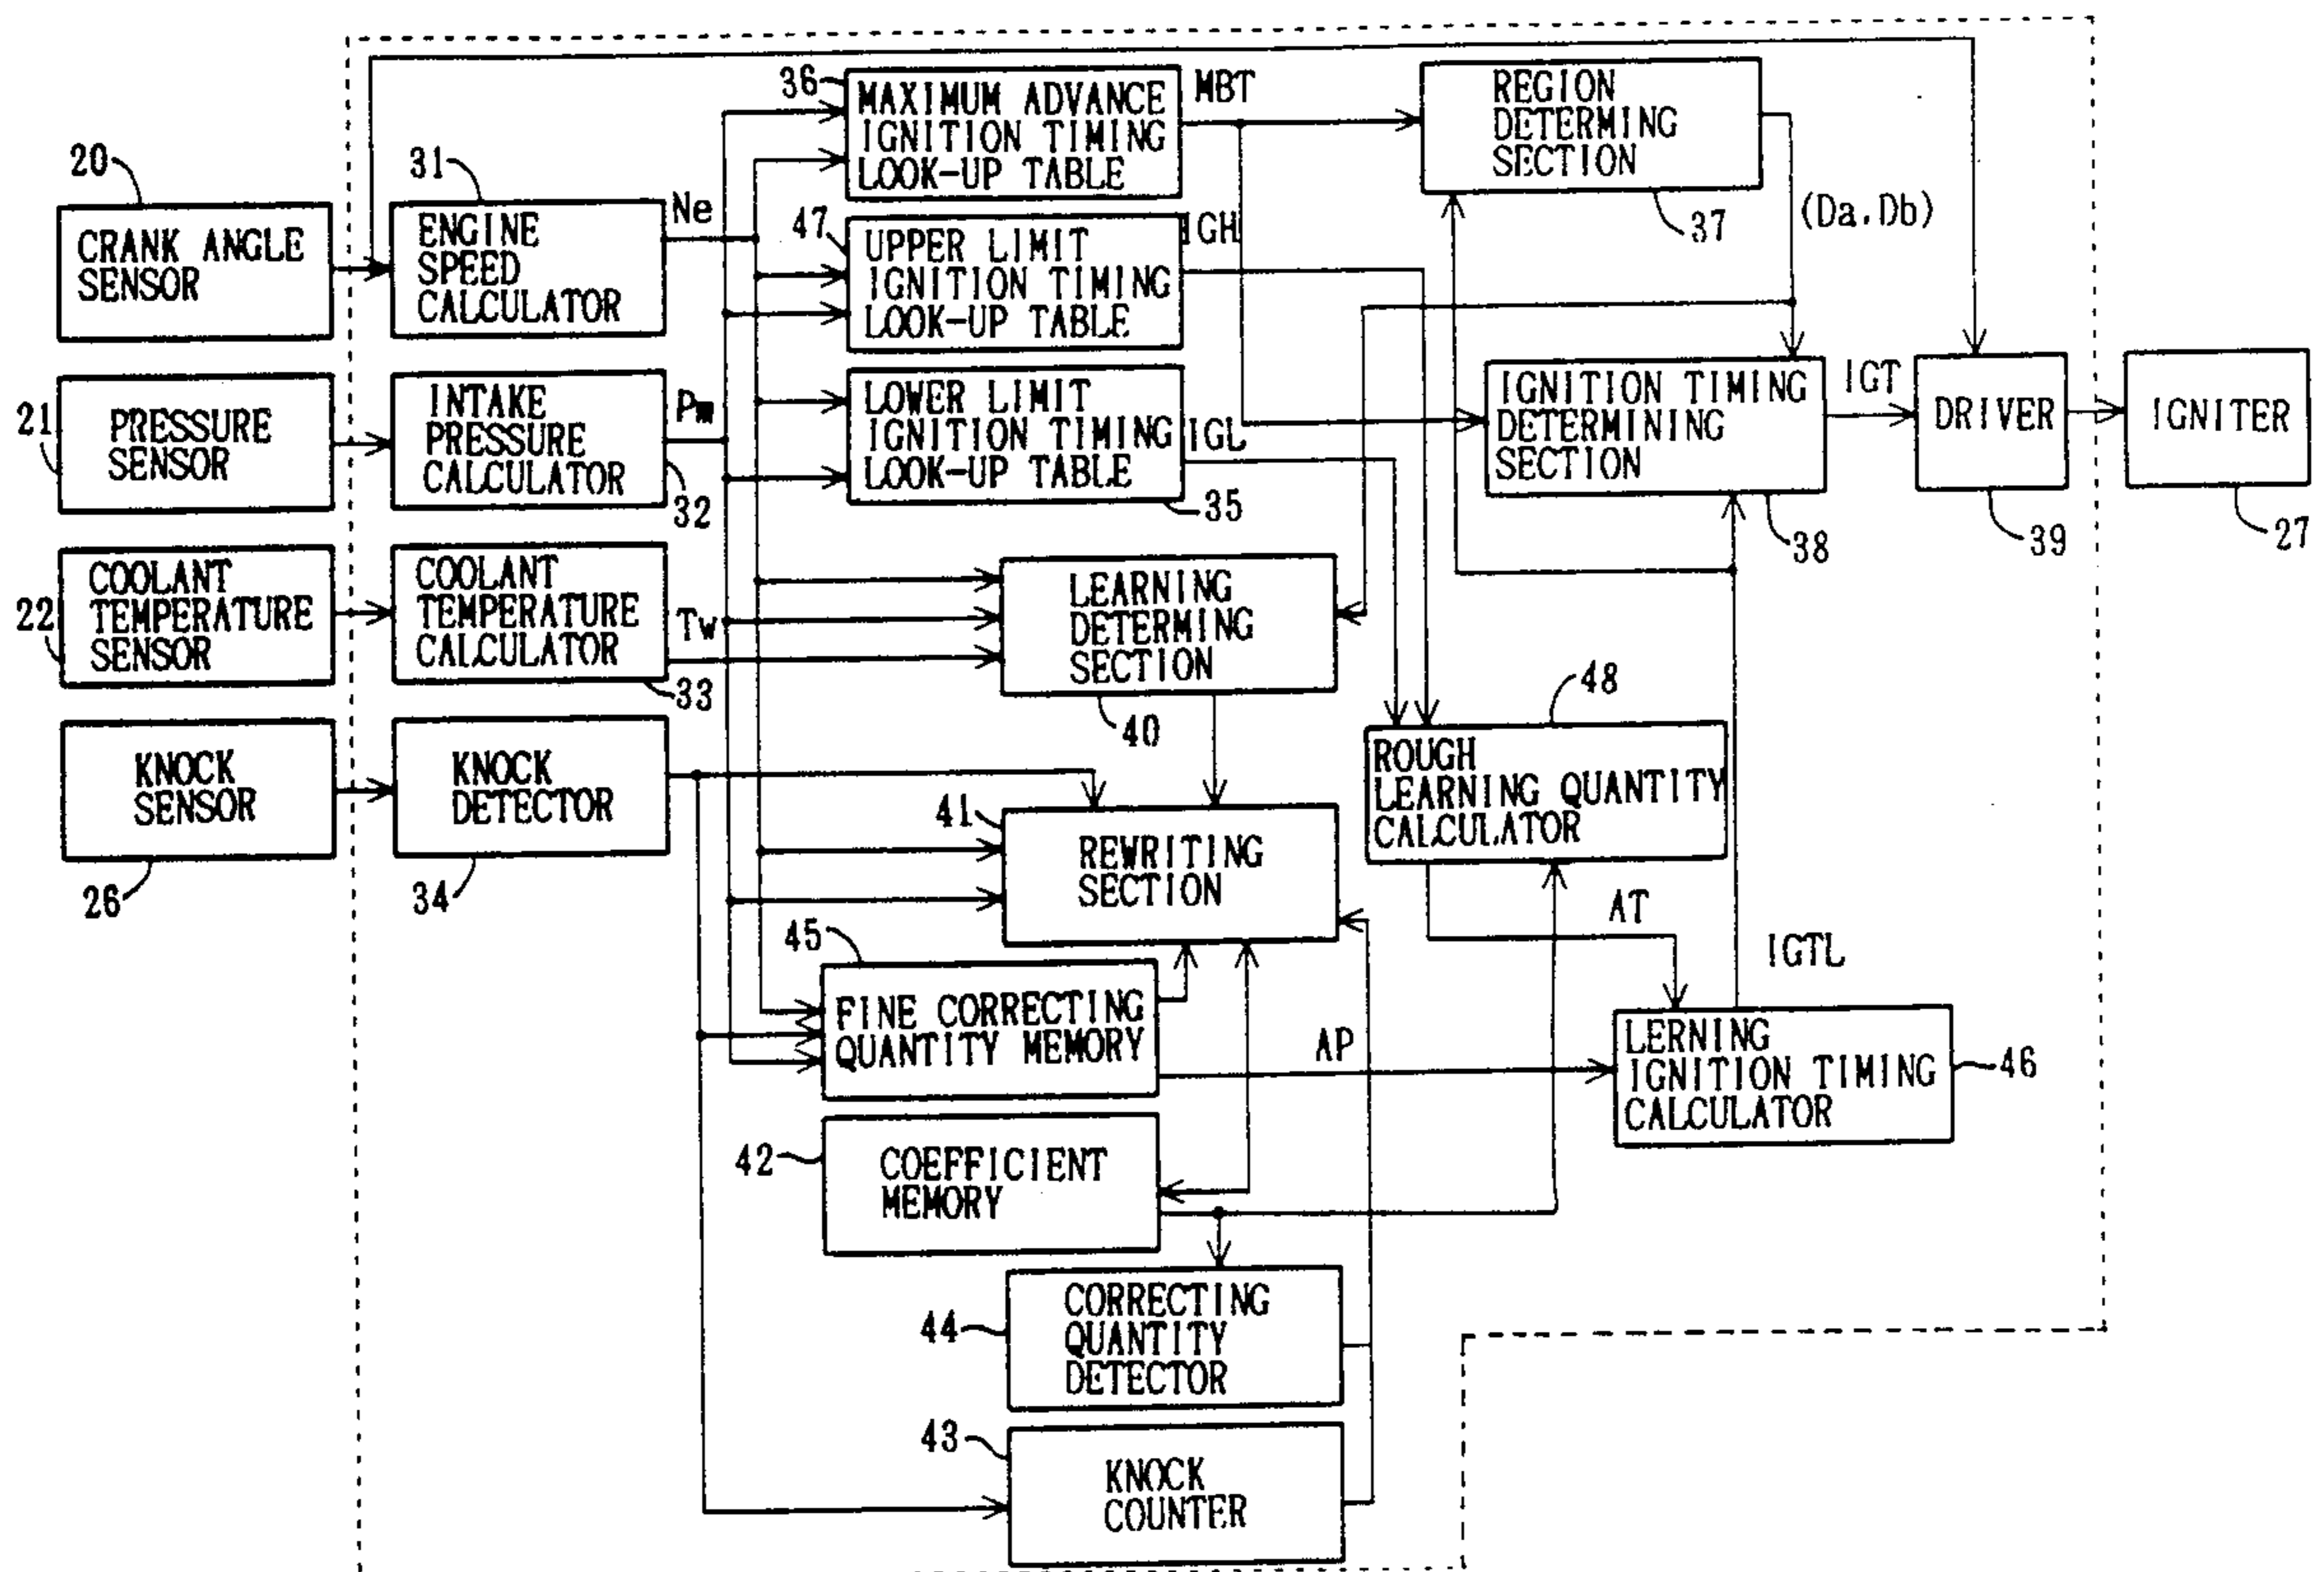 36
MAXIMUM ADVANCE
IGNITION TIMING
LOOK-UP TABLE
MBT
REGION
DETERMING
SECTION
37
(Da.Db)
20
CRANK ANGLE
SENSOR
31
ENGINE
SPEED
CALCULATOR
Ne
47
UPPER LIMIT
IGNITION TIMING
LOOK-UP TABLE
IGH
21
PRESSURE
SENSOR
INTAKE
PRESSURE
CALCULATOR
32
Pm
LOWER LIMIT
IGNITION TIMING
LOOK-UP TABLE
IGL
35
IGNITION TIMING
DETERMINING
SECTION
38
IGT
DRIVER
39
IGNITER
27
22
COOLANT
TEMPERATURE
SENSOR
COOLANT
TEMPERATURE
CALCULATOR
33
Tw
LEARNING
DETERMING
SECTION
40
48
ROUGH
LEARNING QUANTITY
CALCULATOR
KNOCK
SENSOR
26
KNOCK
DETECTOR
34
41
REWRITING
SECTION
AT
IGTL
45
FINE CORRECTING
QUANTITY MEMORY
AP
LERNING
IGNITION TIMING
CALCULATOR
46
42
COEFFICIENT
MEMORY
44
CORRECTING
QUANTITY
DETECTOR
43
KNOCK
COUNTER